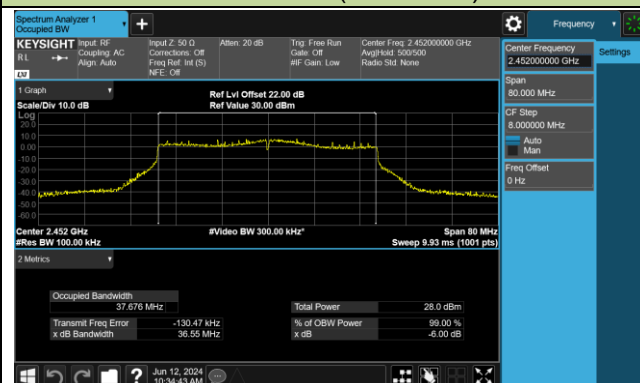 Spectrum Analyzer 1
Occupied BW
Frequency
KEYSIGHT
R L
Input: RF
Coupling: AC
Align: Auto
Input Z: 50 Ω
Corrections: Off
Freq Ref: Int (S)
NFE: Off
Atten: 20 dB
Trig: Free Run
Gate: Off
#IF Gain: Low
Center Freq: 2.452000000 GHz
Avg|Hold: 500/500
Radio Std: None
Center Frequency
2.452000000 GHz
Settings
Span
80.000 MHz
CF Step
8.000000 MHz
Auto
Man
Freq Offset
0 Hz
1 Graph
Scale/Div 10.0 dB
Ref Lvl Offset 22.00 dB
Ref Value 30.00 dBm
Log
20.0
10.0
0.00
-10.0
-20.0
-30.0
-40.0
-50.0
-60.0
Center 2.452 GHz
#Res BW 100.00 kHz
#Video BW 300.00 kHz*
Span 80 MHz
Sweep 9.93 ms (1001 pts)
2 Metrics
Occupied Bandwidth
37.676 MHz
Total Power 28.0 dBm
Transmit Freq Error -130.47 kHz
% of OBW Power 99.00 %
x dB Bandwidth 36.55 MHz
x dB -6.00 dB
Jun 12, 2024
10:34:43 AM